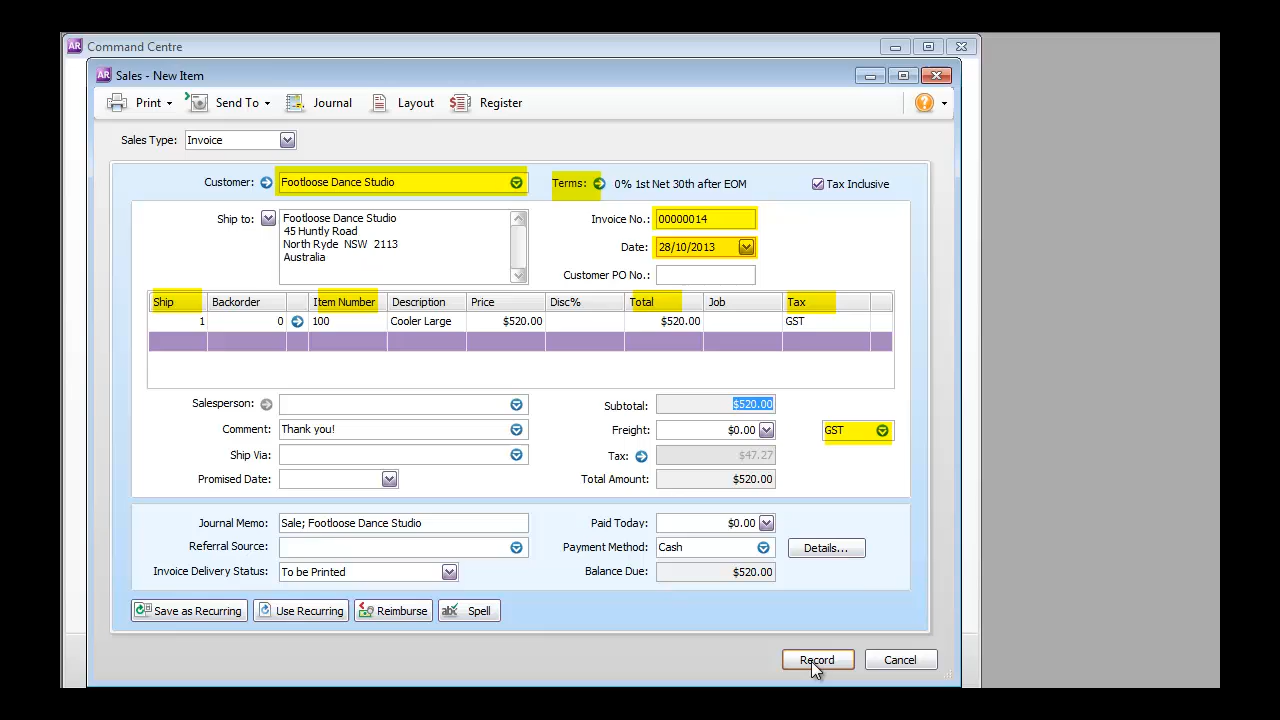 AR Command Centre
AR Sales - New Item
Print Send To Journal Layout Register ?
Sales Type: Invoice
Customer: Footloose Dance Studio Terms: 0% 1st Net 30th after EOM Tax Inclusive
Ship to: Footloose Dance Studio Invoice No.: 00000014
45 Huntly Road
North Ryde NSW 2113 Date: 28/10/2013
Australia
Customer PO No.:
Ship Backorder Item Number Description Price Disc% Total Job Tax
1 0 100 Cooler Large $520.00 $520.00 GST
Salesperson: Subtotal: $520.00
Comment: Thank you! Freight: $0.00 GST
Ship Via: Tax: $47.27
Promised Date: Total Amount: $520.00
Journal Memo: Sale; Footloose Dance Studio Paid Today: $0.00
Referral Source: Payment Method: Cash Details...
Invoice Delivery Status: To be Printed Balance Due: $520.00
Save as Recurring Use Recurring Reimburse abc Spell
Record Cancel